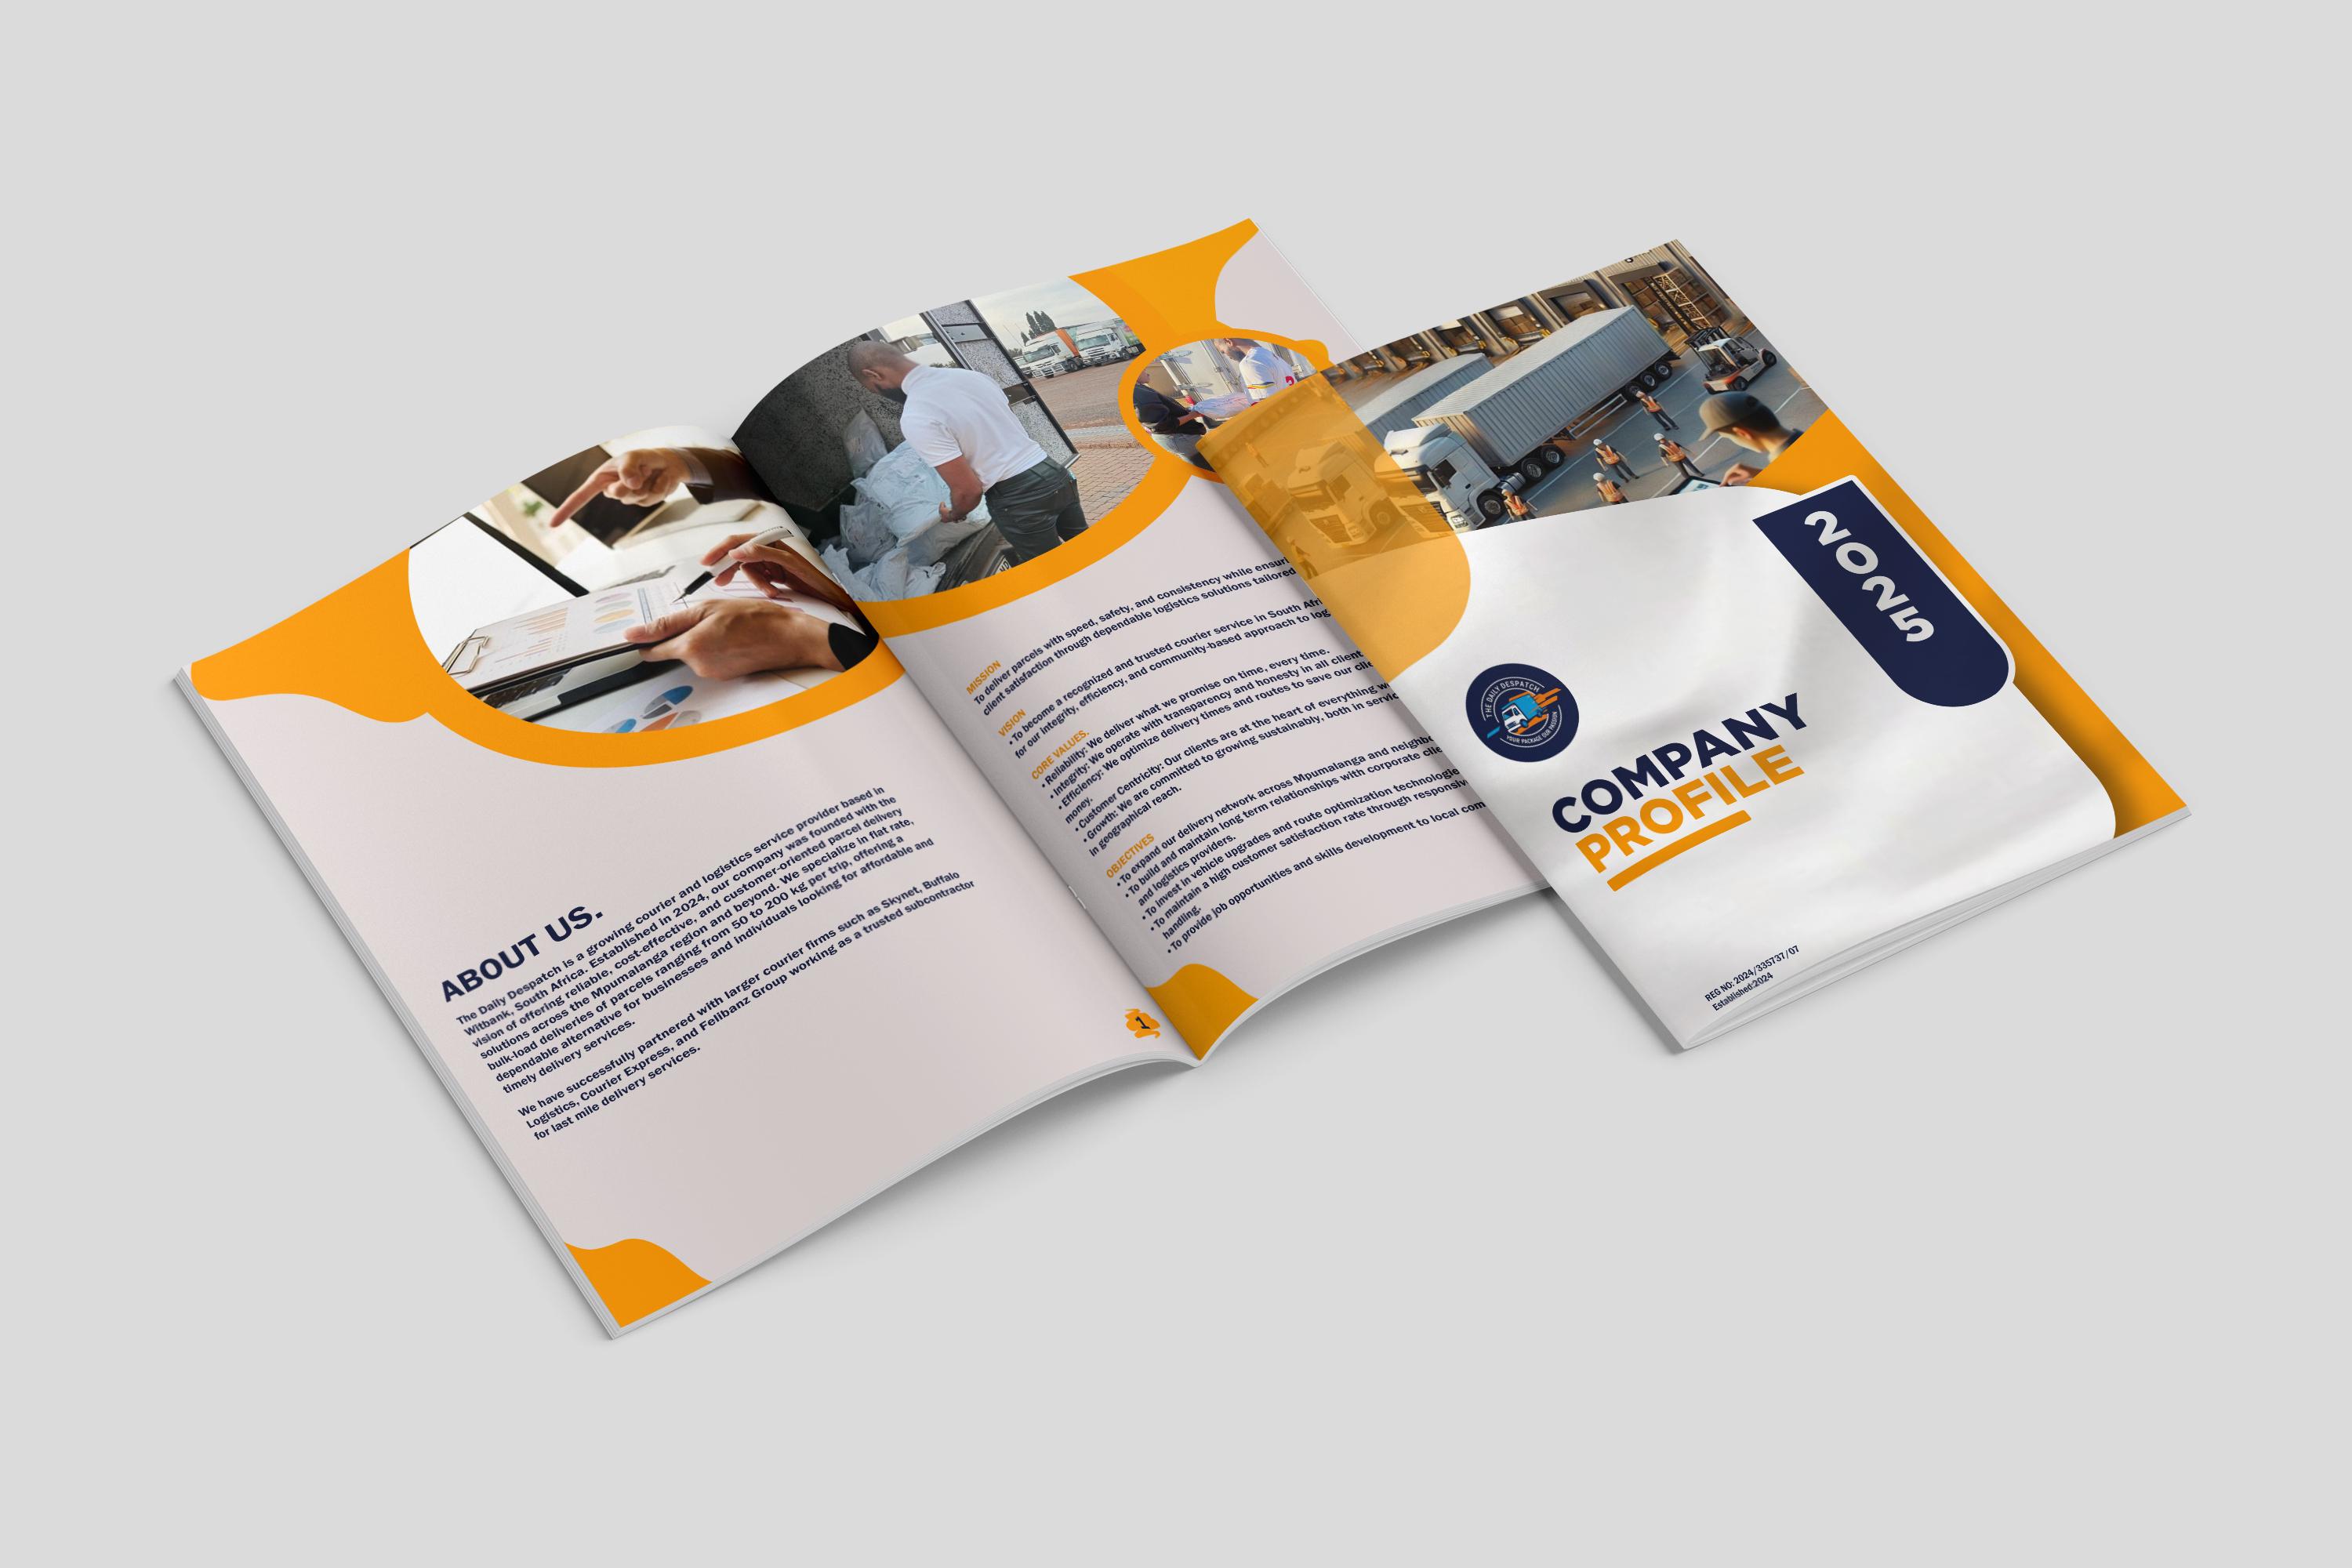 ABOUT US.
The Daily Despatch is a growing courier and logistics service provider based in
Witbank, South Africa. Established in 2024, our company was founded with the
vision of offering reliable, cost-effective, and customer-oriented parcel delivery
solutions across the Mpumalanga region and beyond. We specialize in flat rate,
bulk-load deliveries of parcels ranging from 50 to 200 kg per trip, offering a
dependable alternative for businesses and individuals looking for affordable and
timely delivery services.
We have successfully partnered with larger courier firms such as Skynet, Buffalo
Logistics, Courier Express, and Fellbanz Group working as a trusted subcontractor
for last mile delivery services.
1
MISSION
To deliver parcels with speed, safety, and consistency while
client satisfaction through dependable logistics solutions tailored
VISION
• To become a recognized and trusted courier service in South
for our integrity, efficiency, and community-based approach to
CORE VALUES.
• Reliability: We deliver what we promise on time, every time.
• Integrity: We operate with transparency and honesty in all client
• Efficiency: We optimize delivery times and routes to save our
money.
• Customer Centricity: Our clients are at the heart of everything
• Growth: We are committed to growing sustainably, both in
in geographical reach.
OBJECTIVES
• To expand our delivery network across Mpumalanga and
• To build and maintain long term relationships with corporate
and logistics providers.
• To invest in vehicle upgrades and route optimization
• To maintain a high customer satisfaction rate through
handling.
• To provide job opportunities and skills development to local
2025
THE DAILY DESPATCH
YOUR PACKAGE OUR PASSION
COMPANY
PROFILE
REG NO: 2024/335737/07
Established:2024